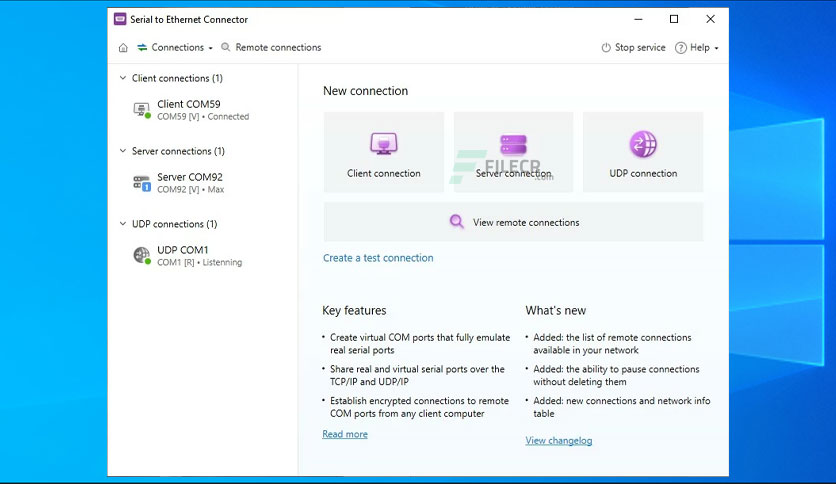 Serial to Ethernet Connector
Connections
Remote connections
Stop service
Help
Client connections (1)
Client COM59
COM59 [V] • Connected
Server connections (1)
Server COM92
COM92 [V] • Max
1
UDP connections (1)
UDP COM1
COM1 [R] • Listenning
New connection
Client connection
Server connection
UDP connection
FILECR
.com
View remote connections
Create a test connection
Key features
• Create virtual COM ports that fully emulate
real serial ports
• Share real and virtual serial ports over the
TCP/IP and UDP/IP
• Establish encrypted connections to remote
COM ports from any client computer
Read more
What's new
• Added: the list of remote connections
available in your network
• Added: the ability to pause connections
without deleting them
• Added: new connections and network info
table
View changelog